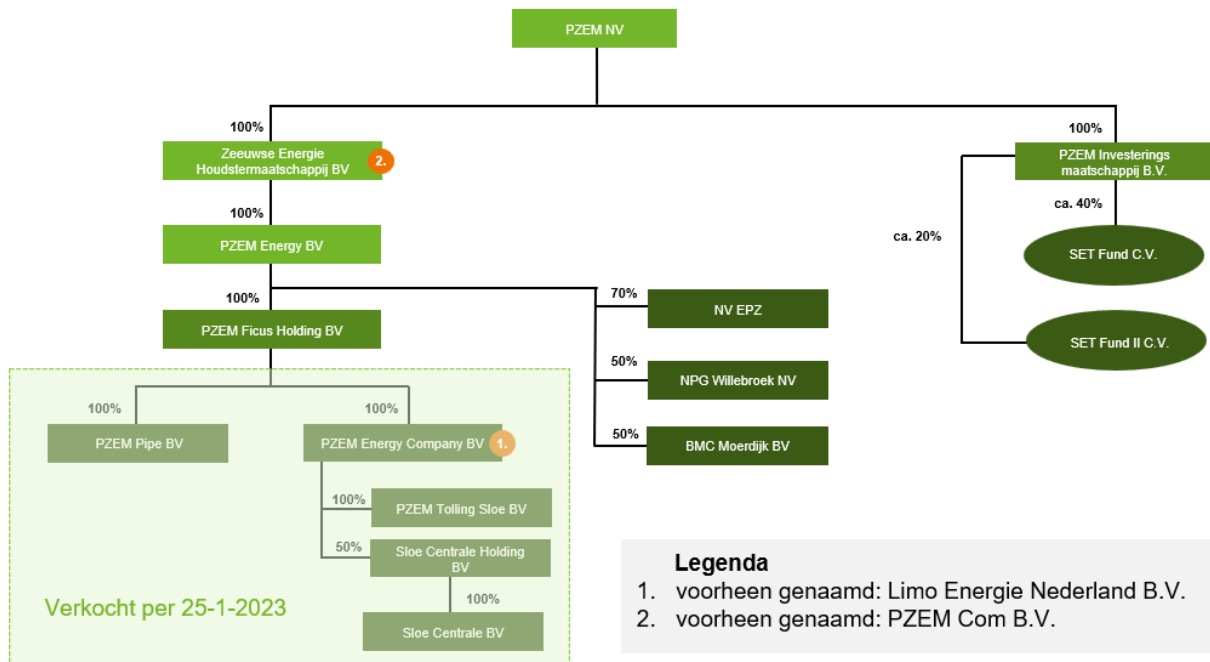 PZEM NV
100%
100%
Zeeuwse Energie
Houdstermaatschappij BV
2.
PZEM Investerings
maatschappij B.V.
100%
ca. 40%
PZEM Energy BV
ca. 20%
SET Fund C.V.
100%
70%
NV EPZ
PZEM Ficus Holding BV
SET Fund II C.V.
50%
NPG Willebroek NV
100%
100%
50%
PZEM Pipe BV
PZEM Energy Company BV
1.
BMC Moerdijk BV
100%
PZEM Tolling Sloe BV
50%
Sloe Centrale Holding
BV
100%
Verkocht per 25-1-2023
Sloe Centrale BV
Legenda
1. voorheen genaamd: Limo Energie Nederland B.V.
2. voorheen genaamd: PZEM Com B.V.